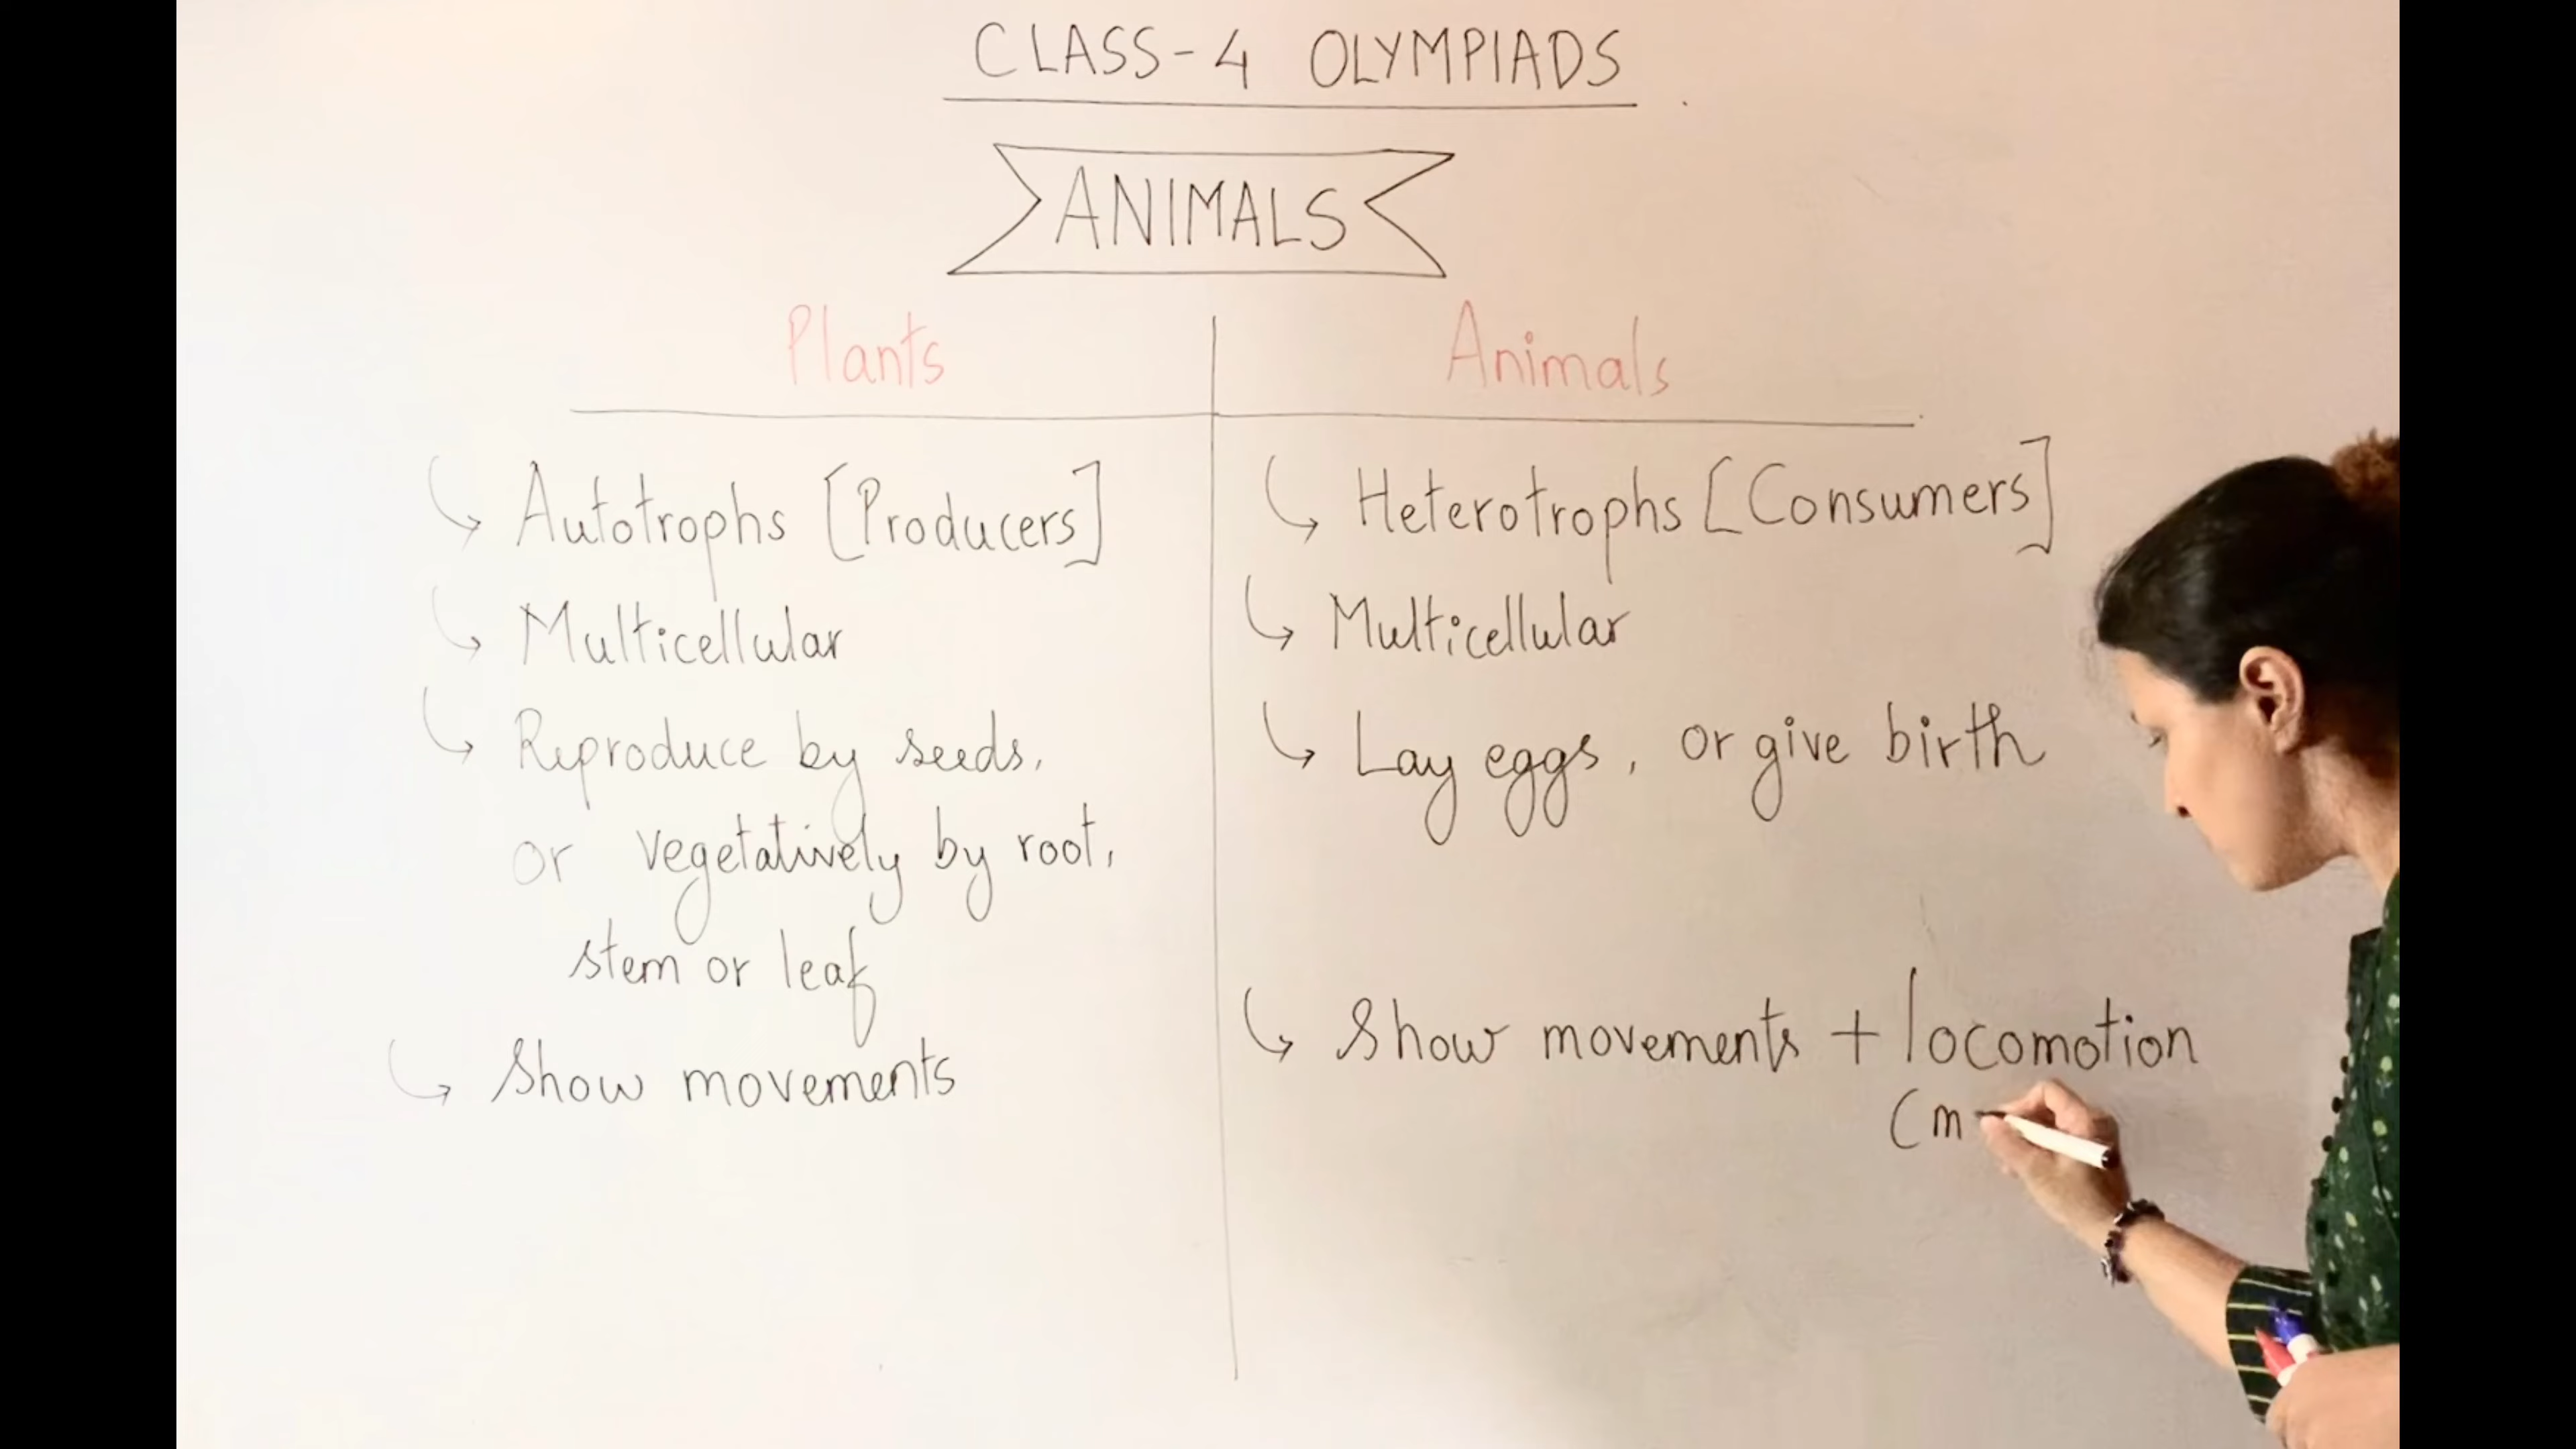 CLASS-4 OLYMPIADS
ANIMALS
Plants
Autotrophs [Producers]
Multicellular
Reproduce by seeds,
or vegetatively by root,
stem or leaf
Show movements
Animals
Heterotrophs [Consumers]
Multicellular
Lay eggs, or give birth
Show movements + locomotion
(m